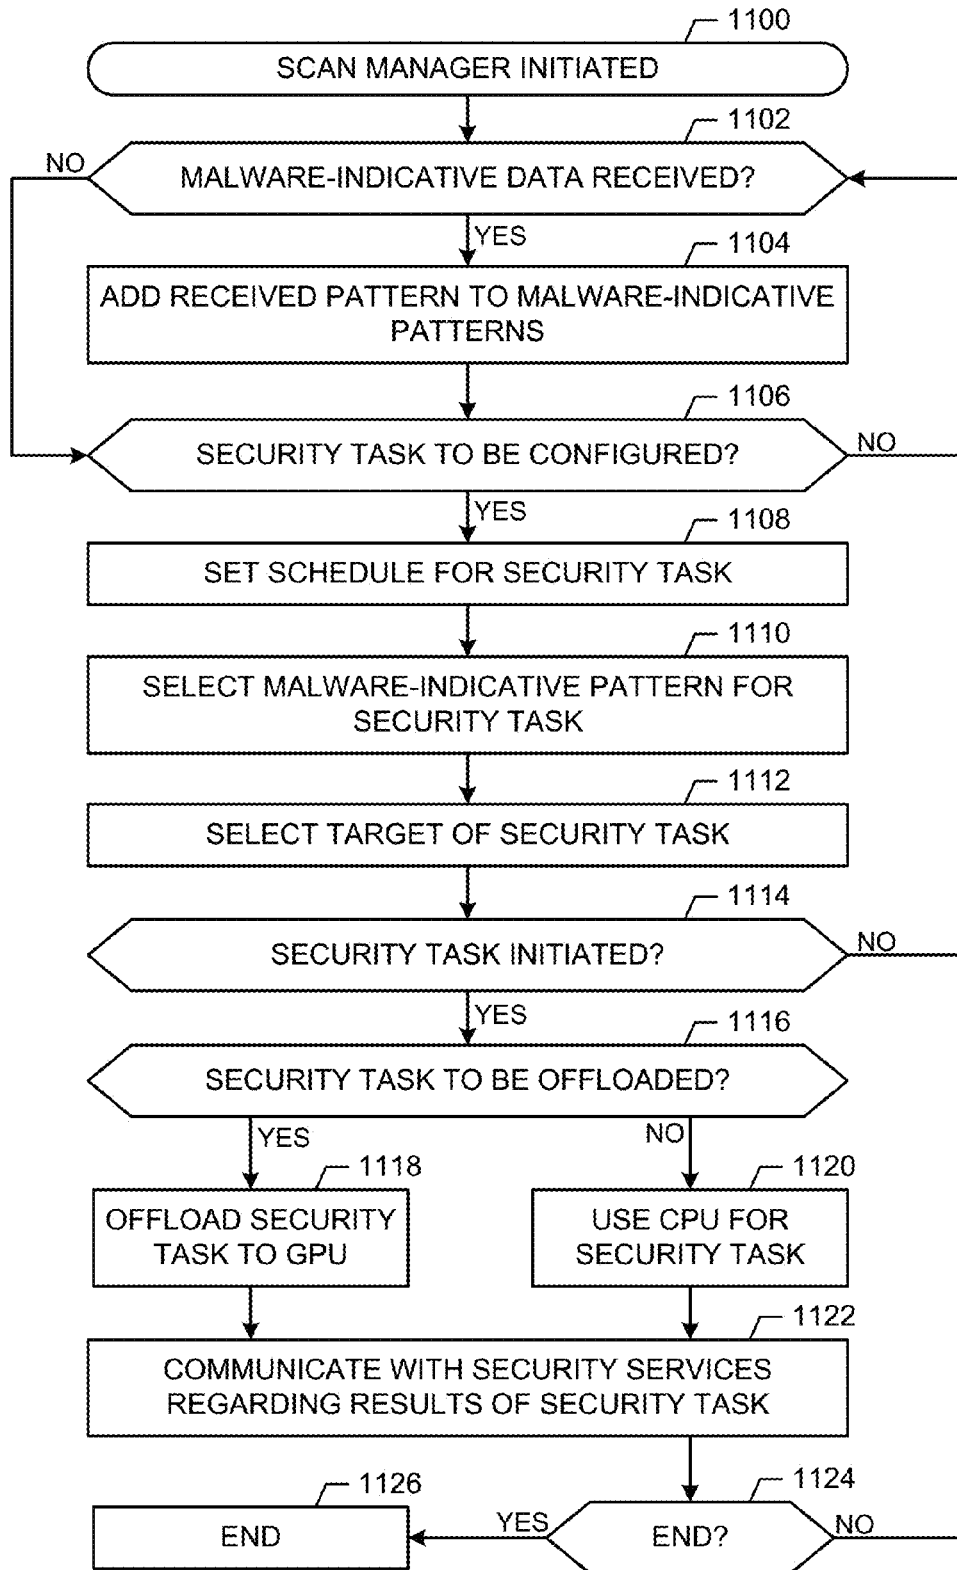 1100
SCAN MANAGER INITIATED
1102
NO
MALWARE-INDICATIVE DATA RECEIVED?
YES
1104
ADD RECEIVED PATTERN TO MALWARE-INDICATIVE
PATTERNS
1106
SECURITY TASK TO BE CONFIGURED?
NO
YES
1108
SET SCHEDULE FOR SECURITY TASK
1110
SELECT MALWARE-INDICATIVE PATTERN FOR
SECURITY TASK
1112
SELECT TARGET OF SECURITY TASK
1114
SECURITY TASK INITIATED?
NO
YES
1116
SECURITY TASK TO BE OFFLOADED?
YES
NO
1118
1120
OFFLOAD SECURITY
TASK TO GPU
USE CPU FOR
SECURITY TASK
1122
COMMUNICATE WITH SECURITY SERVICES
REGARDING RESULTS OF SECURITY TASK
1126
1124
END
YES
END?
NO